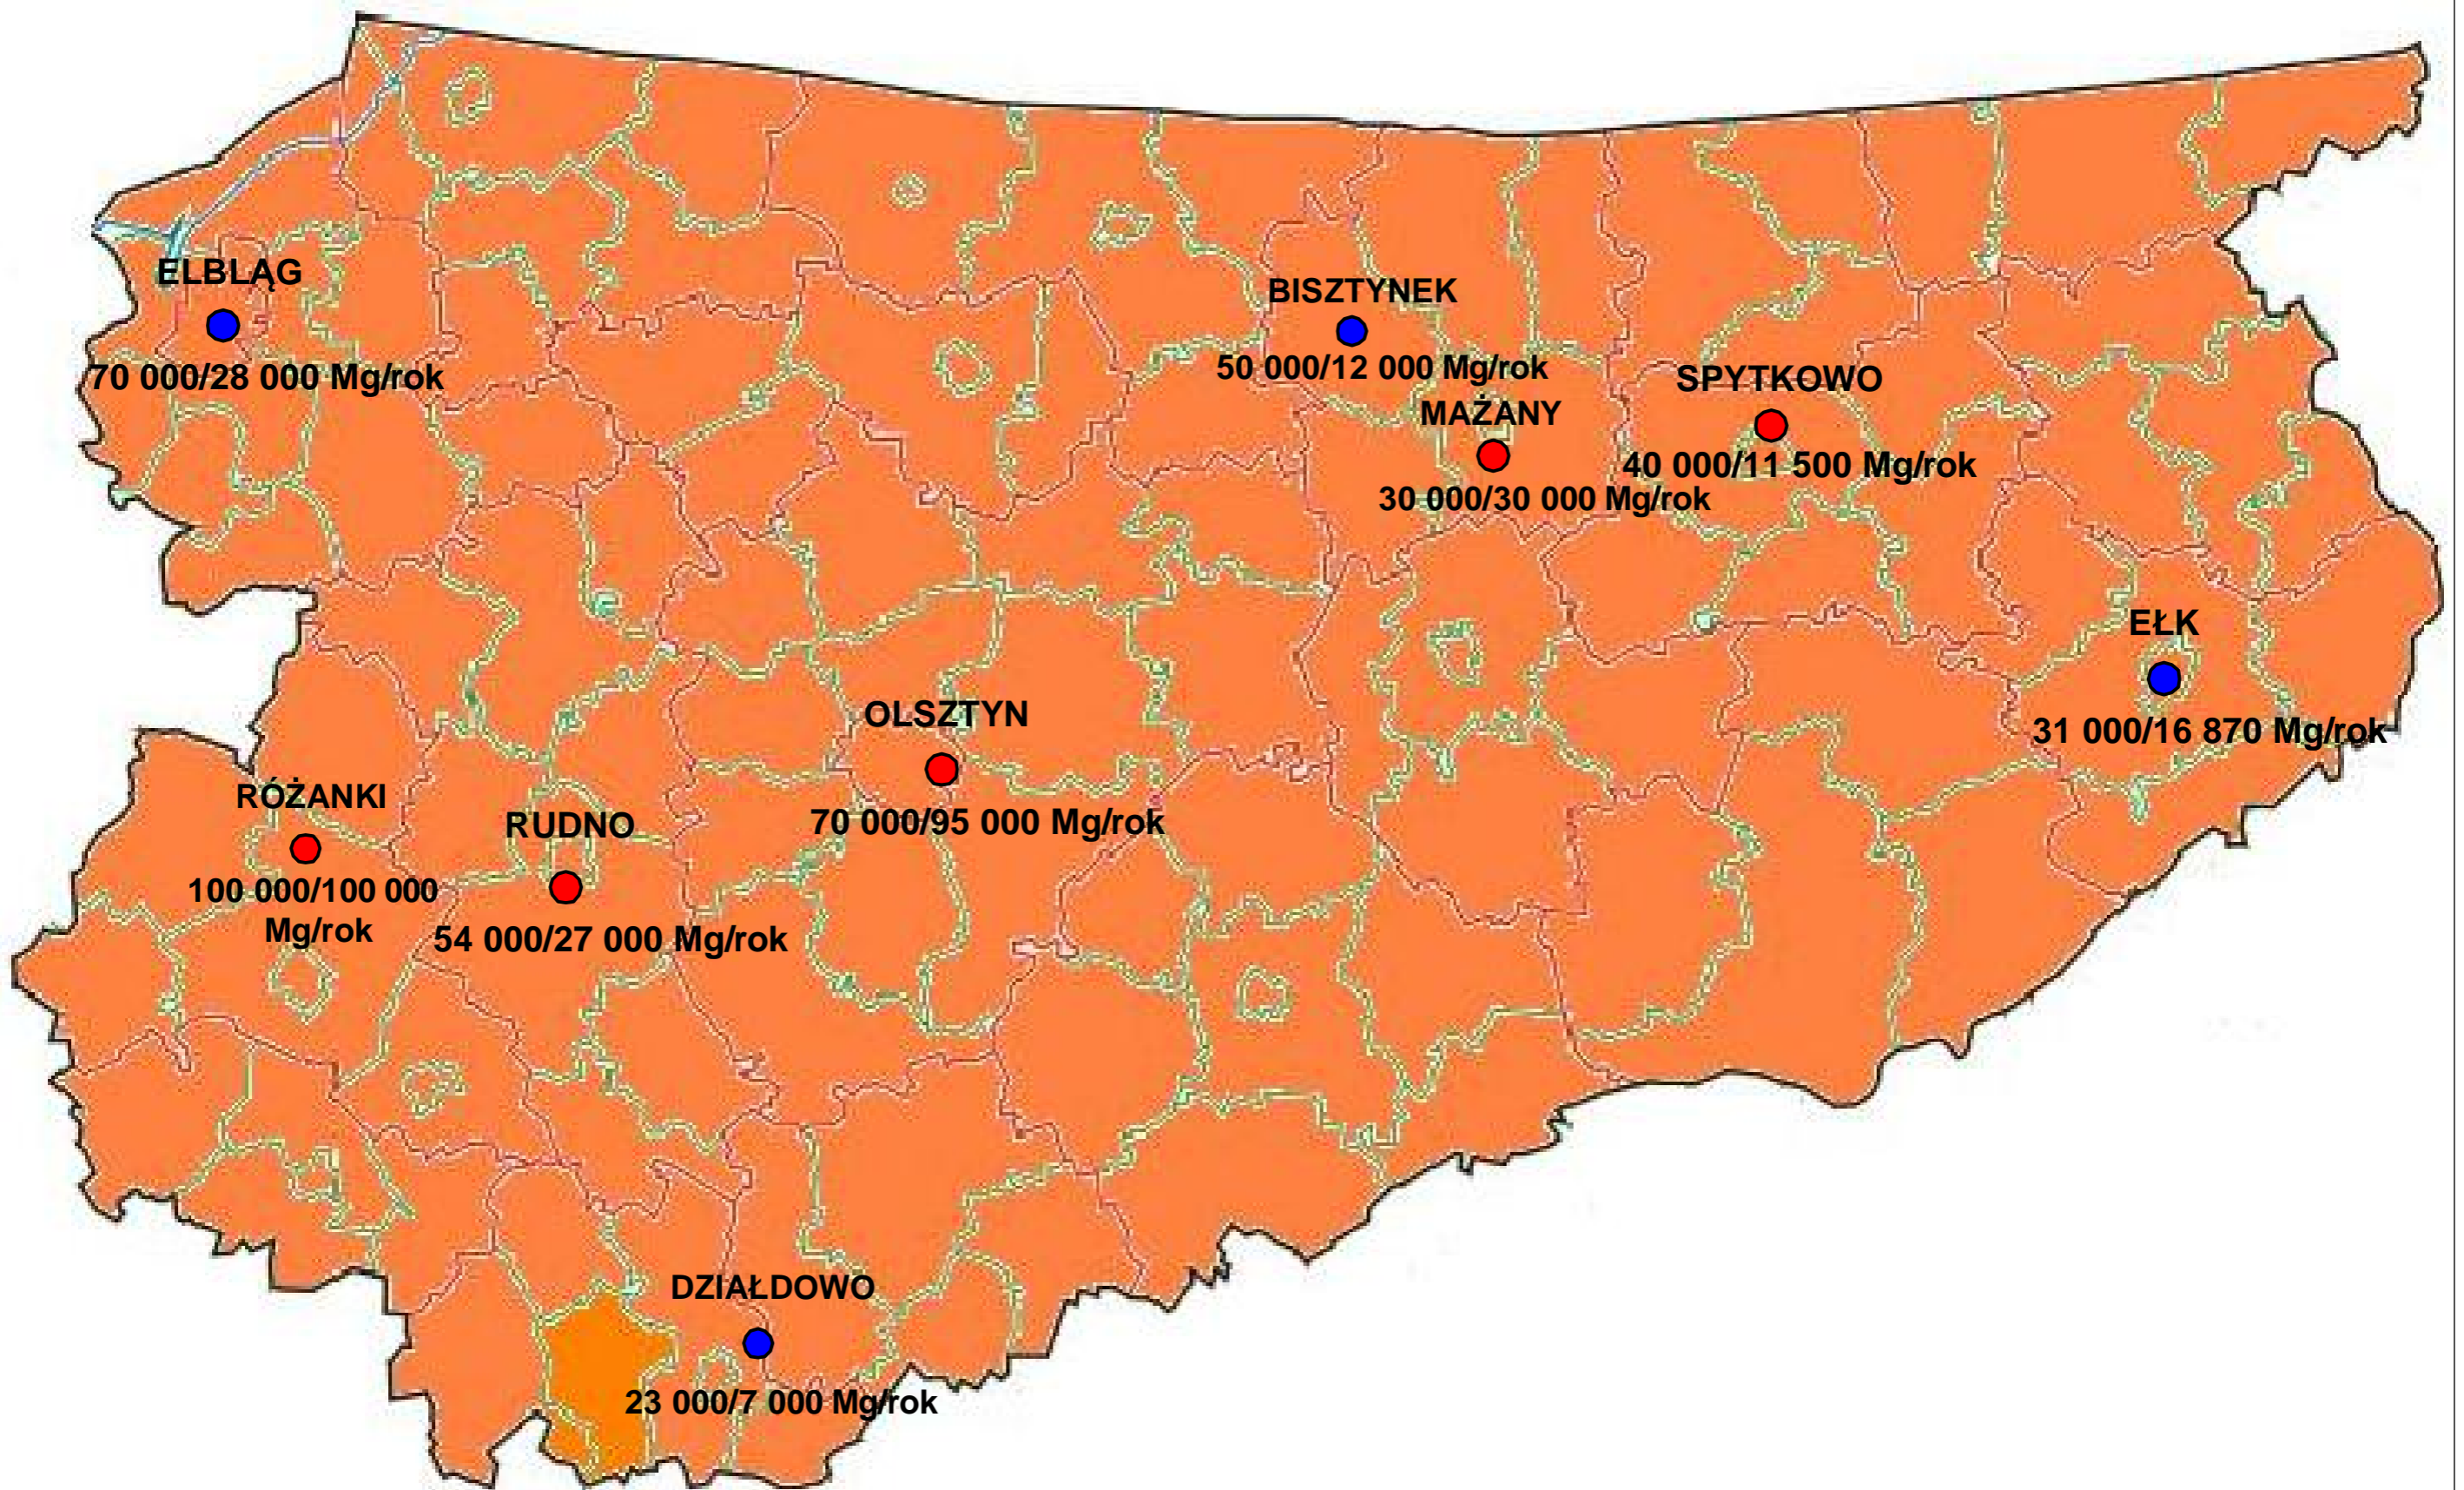 ELBLĄG
70 000/28 000 Mg/rok
BISZTYNEK
50 000/12 000 Mg/rok
MAŻANY
30 000/30 000 Mg/rok
SPYTKOWO
40 000/11 500 Mg/rok
EŁK
31 000/16 870 Mg/rok
OLSZTYN
70 000/95 000 Mg/rok
RÓŻANKI
100 000/100 000
Mg/rok
RUDNO
54 000/27 000 Mg/rok
DZIAŁDOWO
23 000/7 000 Mg/rok